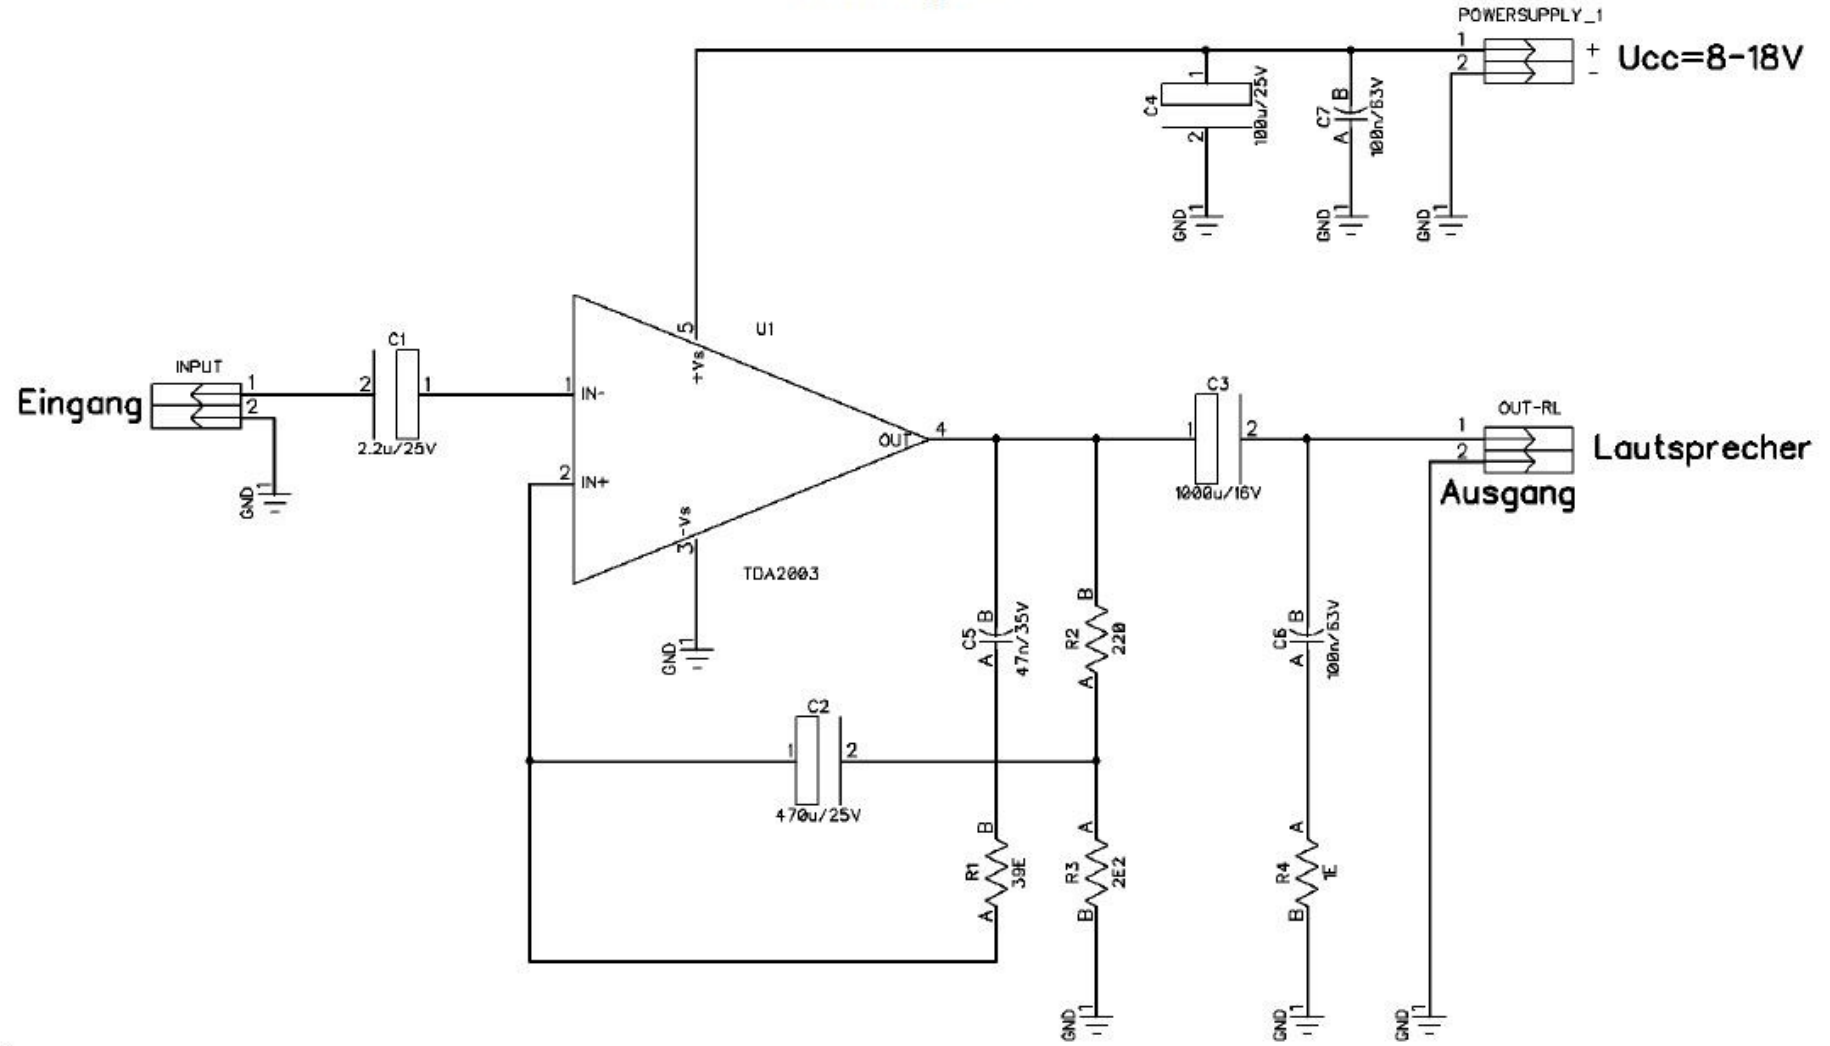 POWERSUPPLY_1
1
2
+
-
Ucc=8-18V
1
C4
100u/25V
2
GND
1
B
C7
100n/63V
A
GND
1
GND
1
5
+Vs
U1
INPUT
Eingang
1
2
GND
1
C1
2
1
2.2u/25V
1
IN-
2
IN+
OUT
4
-Vs
3
TDA2003
GND
1
C3
1
2
1000u/16V
OUT-RL
1
2
Lautsprecher
Ausgang
B
C5
47n/35V
A
B
R2
220
A
B
C6
100n/63V
A
C2
1
2
470u/25V
B
R1
39E
A
A
R3
2E2
B
A
R4
1E
B
GND
1
GND
1
GND
1